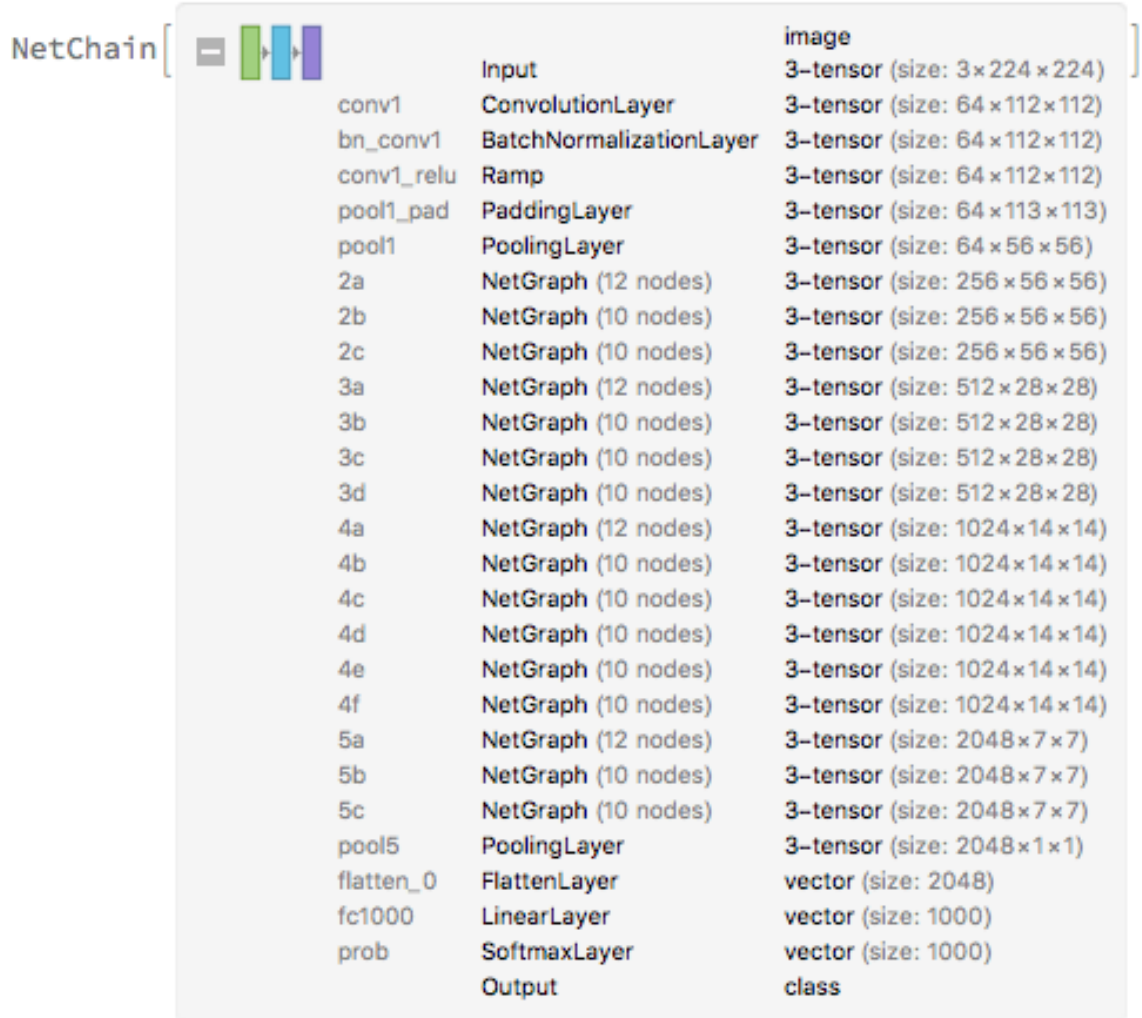 image
NetChain[ Input 3-tensor (size: 3×224×224) ]
conv1 ConvolutionLayer 3-tensor (size: 64×112×112)
bn_conv1 BatchNormalizationLayer 3-tensor (size: 64×112×112)
conv1_relu Ramp 3-tensor (size: 64×112×112)
pool1_pad PaddingLayer 3-tensor (size: 64×113×113)
pool1 PoolingLayer 3-tensor (size: 64×56×56)
2a NetGraph (12 nodes) 3-tensor (size: 256×56×56)
2b NetGraph (10 nodes) 3-tensor (size: 256×56×56)
2c NetGraph (10 nodes) 3-tensor (size: 256×56×56)
3a NetGraph (12 nodes) 3-tensor (size: 512×28×28)
3b NetGraph (10 nodes) 3-tensor (size: 512×28×28)
3c NetGraph (10 nodes) 3-tensor (size: 512×28×28)
3d NetGraph (10 nodes) 3-tensor (size: 512×28×28)
4a NetGraph (12 nodes) 3-tensor (size: 1024×14×14)
4b NetGraph (10 nodes) 3-tensor (size: 1024×14×14)
4c NetGraph (10 nodes) 3-tensor (size: 1024×14×14)
4d NetGraph (10 nodes) 3-tensor (size: 1024×14×14)
4e NetGraph (10 nodes) 3-tensor (size: 1024×14×14)
4f NetGraph (10 nodes) 3-tensor (size: 1024×14×14)
5a NetGraph (12 nodes) 3-tensor (size: 2048×7×7)
5b NetGraph (10 nodes) 3-tensor (size: 2048×7×7)
5c NetGraph (10 nodes) 3-tensor (size: 2048×7×7)
pool5 PoolingLayer 3-tensor (size: 2048×1×1)
flatten_0 FlattenLayer vector (size: 2048)
fc1000 LinearLayer vector (size: 1000)
prob SoftmaxLayer vector (size: 1000)
Output class